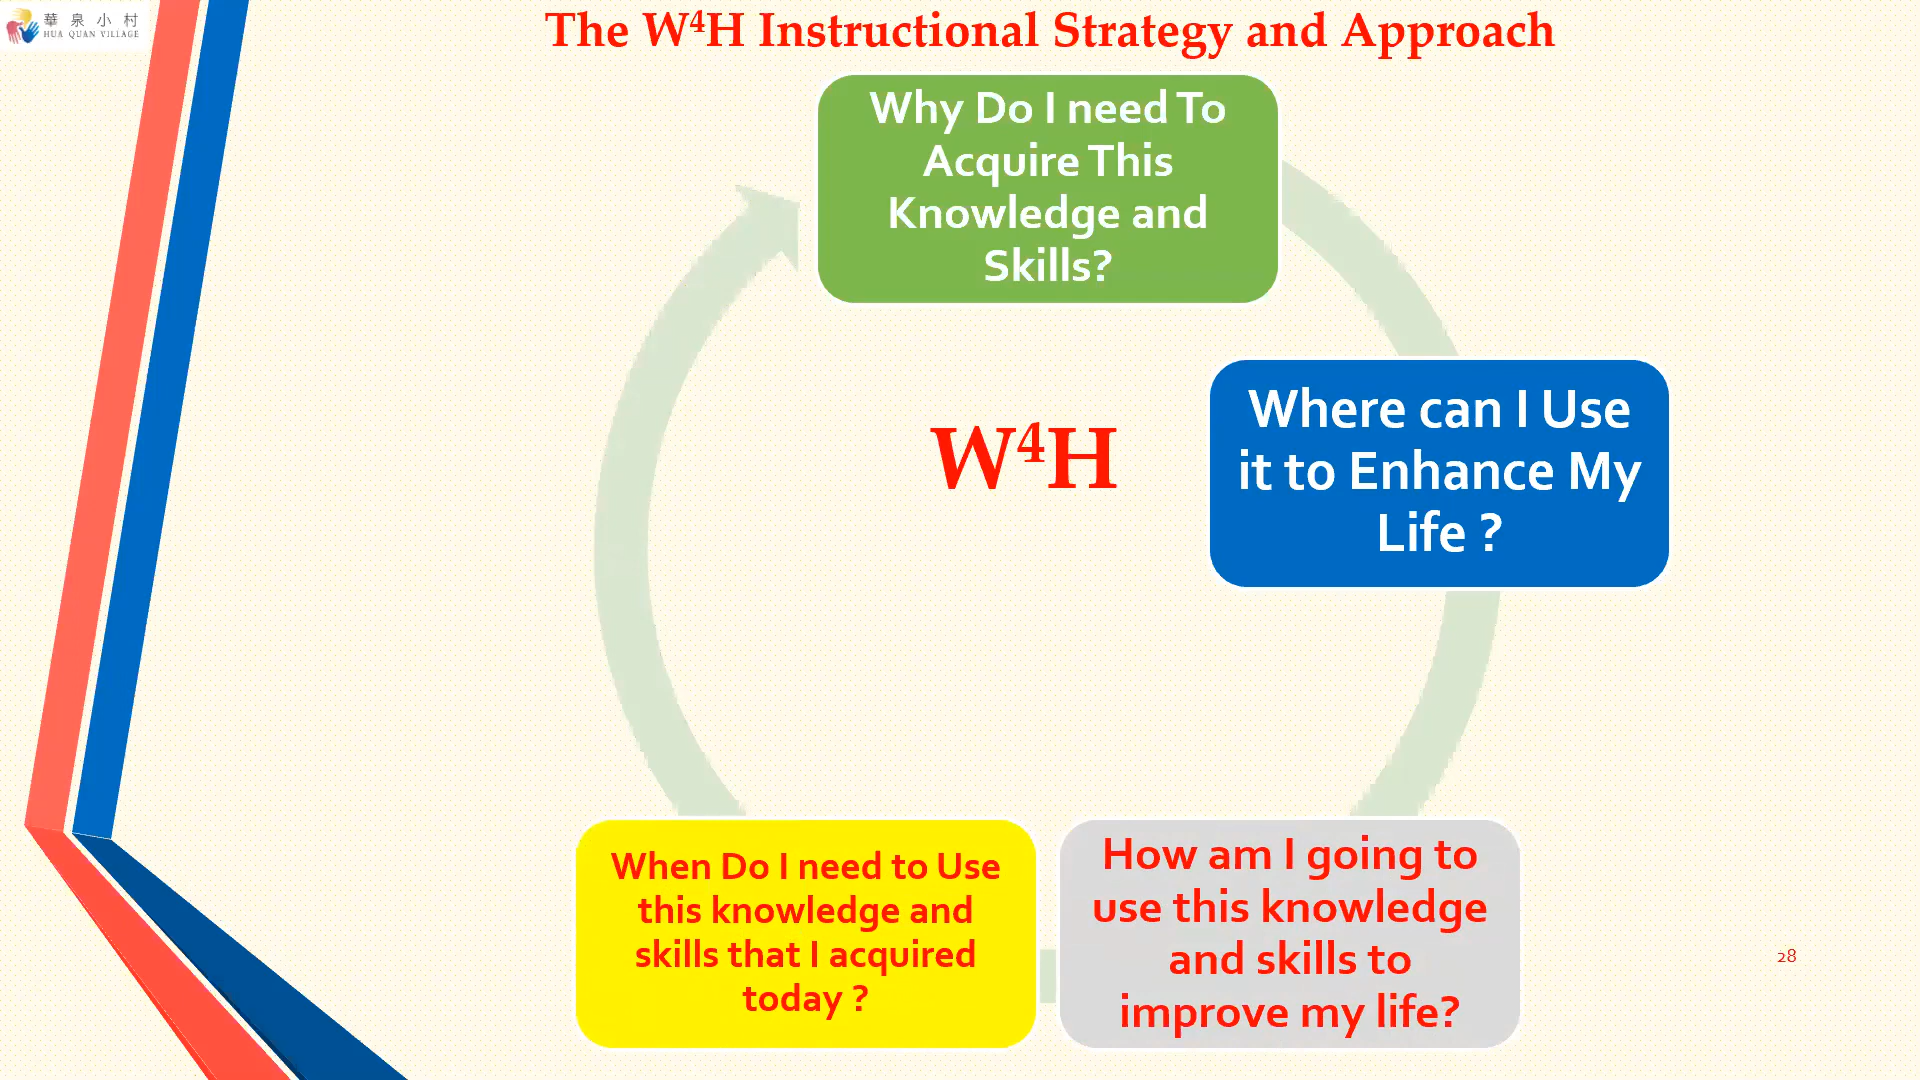 華泉小村
HUA QUAN VILLAGE
The W⁴H Instructional Strategy and Approach
Why Do I need To
Acquire This
Knowledge and
Skills?
Where can I Use
it to Enhance My
Life ?
W⁴H
When Do I need to Use
this knowledge and
skills that I acquired
today ?
How am I going to
use this knowledge
and skills to
improve my life?
28